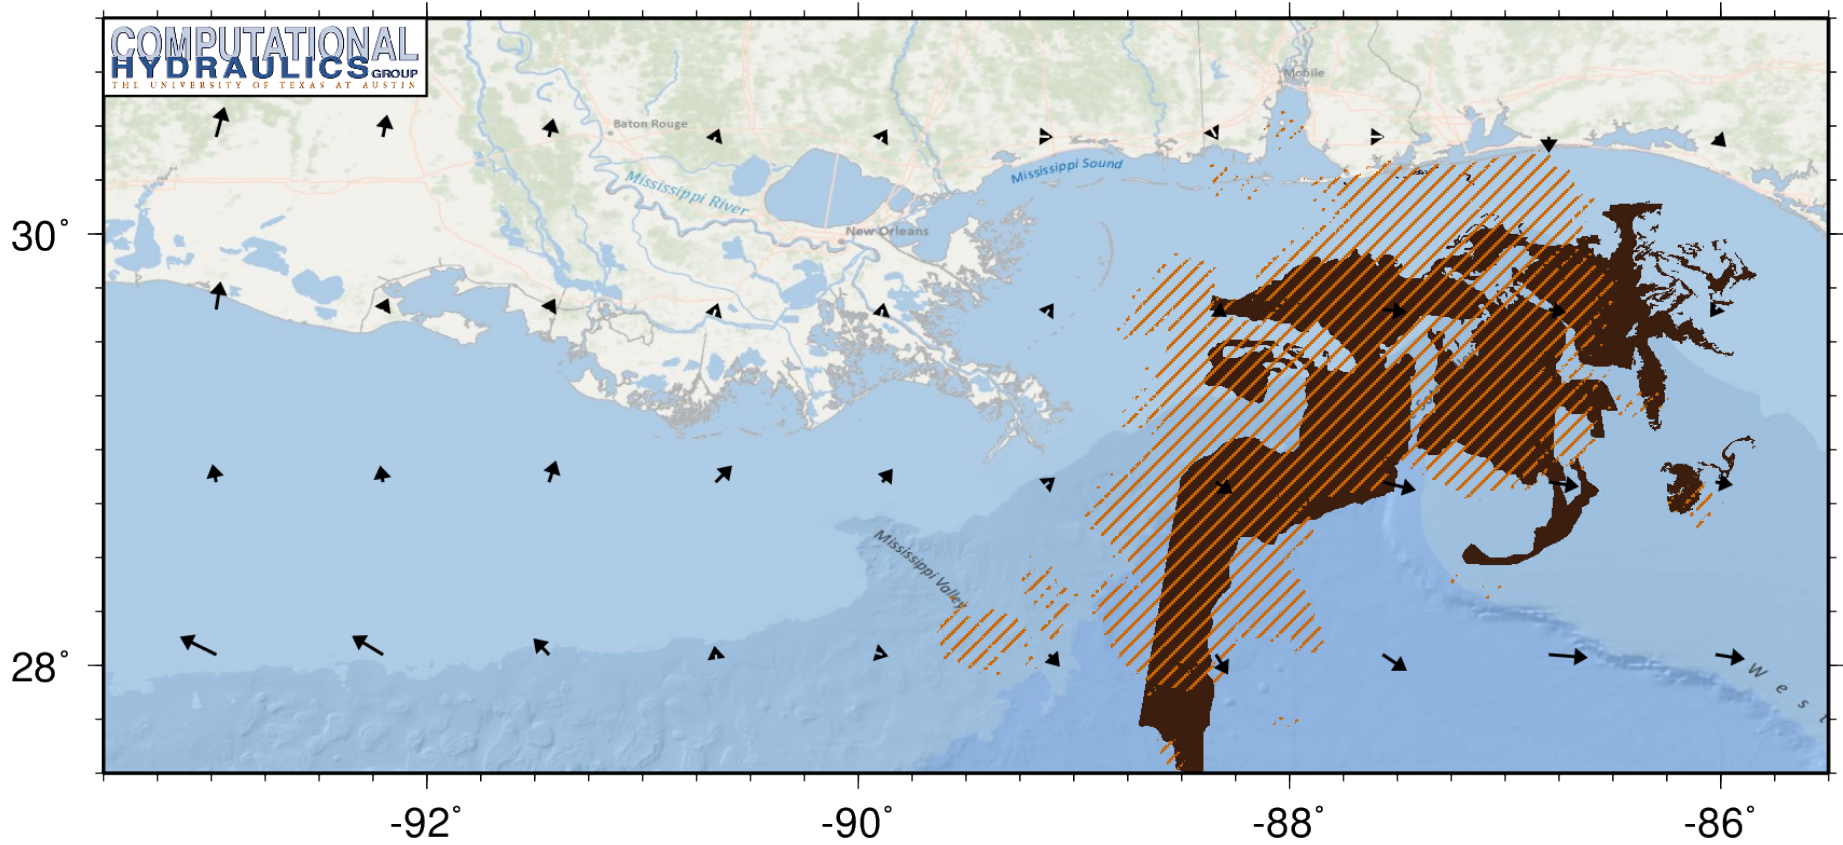 COMPUTATIONAL
HYDRAULICS GROUP
THE UNIVERSITY OF TEXAS AT AUSTIN
Mobile
Baton Rouge
Mississippi Sound
Mississippi River
New Orleans
30°
Mississippi Valley
28°
West
-92°
-90°
-88°
-86°